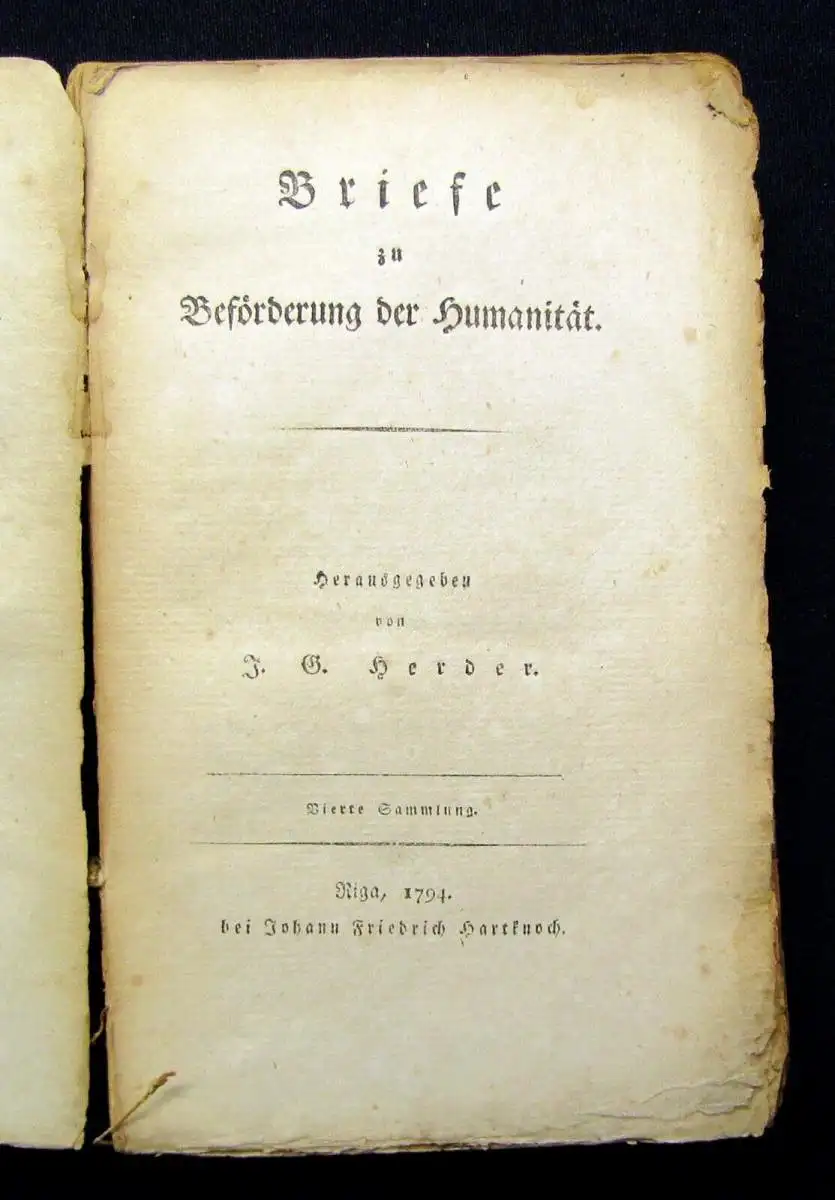 Briefe
zu
Beförderung der Humanität.
Herausgegeben
von
J. G. Herder.
Vierte Sammlung.
Riga, 1794.
bei Johann Friedrich Hartknoch.